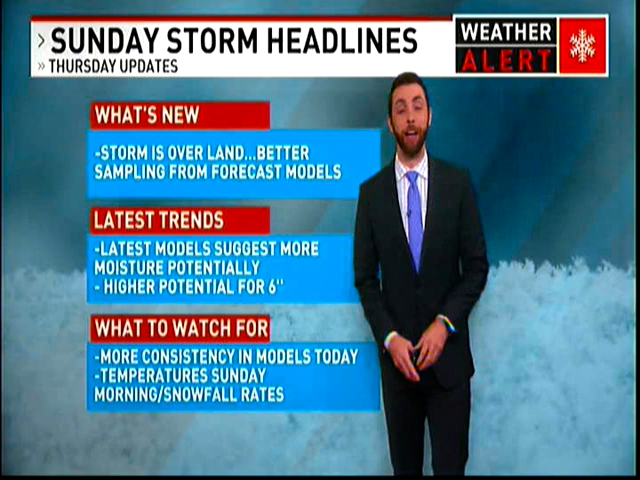 SUNDAY STORM HEADLINES
THURSDAY UPDATES
WEATHER
ALERT
WHAT'S NEW
-STORM IS OVER LAND...BETTER
SAMPLING FROM FORECAST MODELS
LATEST TRENDS
-LATEST MODELS SUGGEST MORE
MOISTURE POTENTIALLY
- HIGHER POTENTIAL FOR 6"
WHAT TO WATCH FOR
-MORE CONSISTENCY IN MODELS TODAY
-TEMPERATURES SUNDAY
MORNING/SNOWFALL RATES